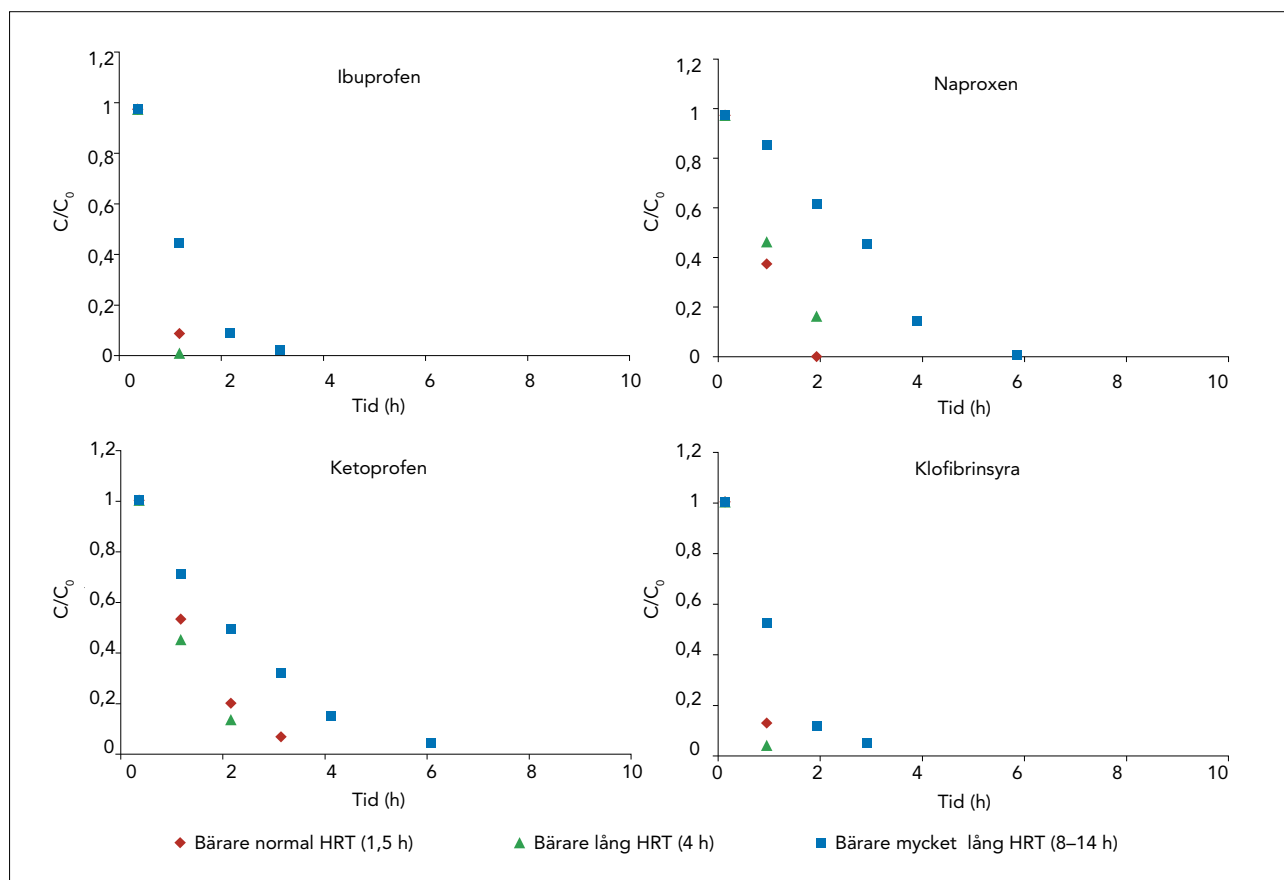 Ibuprofen
1,2
1
0,8
0,6
0,4
0,2
0
C/C₀
0 2 4 6 8 10
Tid (h)
Naproxen
1,2
1
0,8
0,6
0,4
0,2
0
C/C₀
0 2 4 6 8 10
Tid (h)
Ketoprofen
1,2
1
0,8
0,6
0,4
0,2
0
C/C₀
0 2 4 6 8 10
Tid (h)
Klofibrinsyra
1,2
1
0,8
0,6
0,4
0,2
0
C/C₀
0 2 4 6 8 10
Tid (h)
Bärare normal HRT (1,5 h) Bärare lång HRT (4 h) Bärare mycket lång HRT (8–14 h)